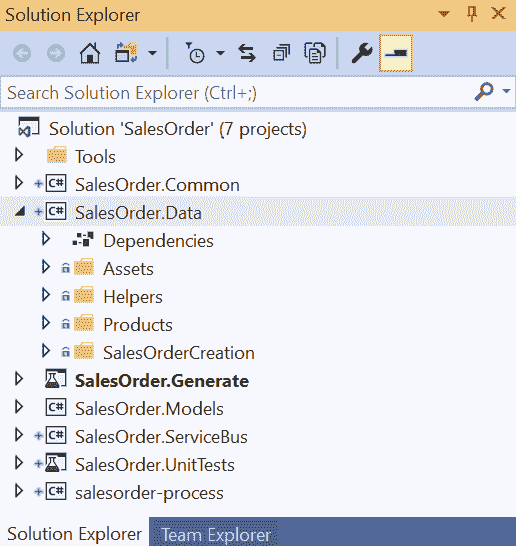 Solution Explorer
Search Solution Explorer (Ctrl+;)
Solution 'SalesOrder' (7 projects)
Tools
C# SalesOrder.Common
C# SalesOrder.Data
Dependencies
Assets
Helpers
Products
SalesOrderCreation
SalesOrder.Generate
C# SalesOrder.Models
C# SalesOrder.ServiceBus
SalesOrder.UnitTests
C# salesorder-process
Solution Explorer Team Explorer